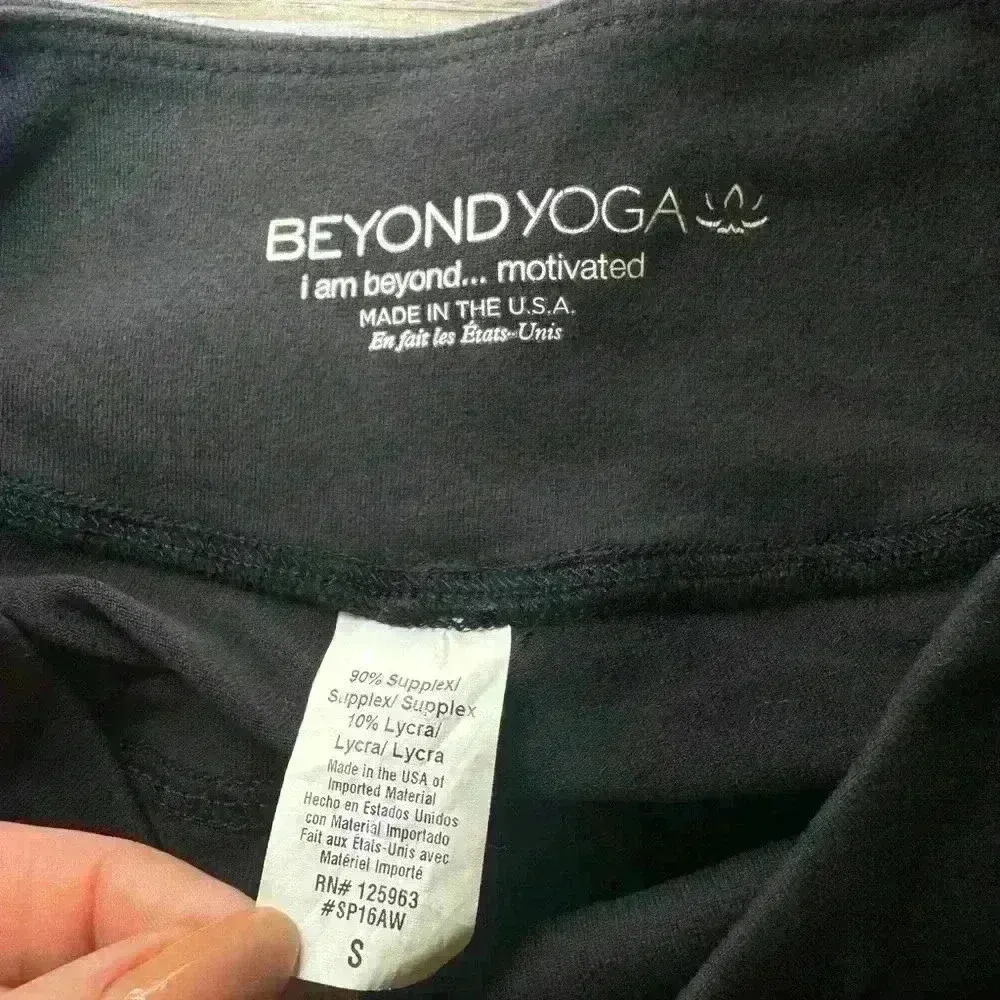 BEYOND YOGA
i am beyond... motivated
MADE IN THE U.S.A.
En fait les États-Unis
90% Supplex/
Supplex/ Supplex
10% Lycra/
Lycra/ Lycra
Made in the USA of
Imported Material
Hecho en Estados Unidos
con Material Importado
Fait aux États-Unis avec
Matériel Importé
RN# 125963
#SP16AW
S